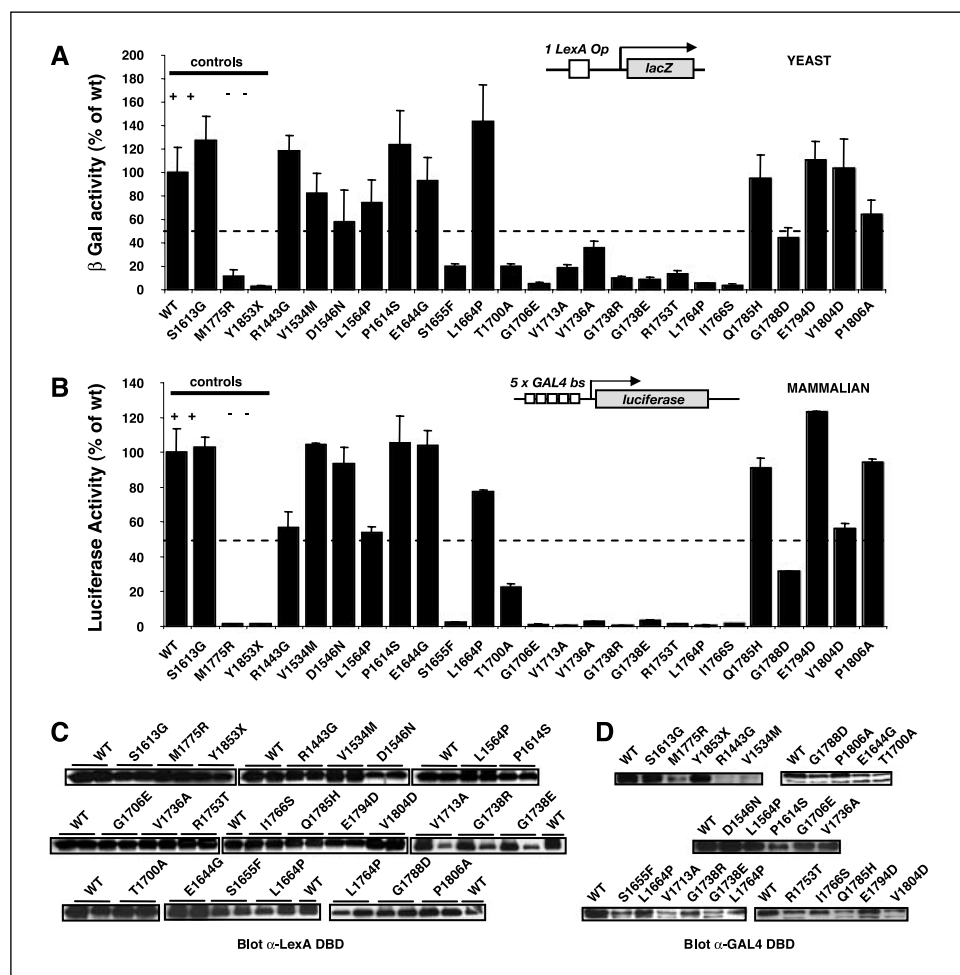 A
1 LexA Op
lacZ
YEAST
controls
+ + - -
β Gal activity (% of wt)
200
180
160
140
120
100
80
60
40
20
0
WT S1613G M1775R Y1853X R1443G V1534M D1546N L1564P P1614S E1644G S1655F L1664P T1700A G1706E V1713A V1736A G1738R G1738E R1753T L1764P I1766S Q1785H G1788D E1794D V1804D P1806A
B
5 x GAL4 bs
luciferase
MAMMALIAN
controls
+ + - -
Luciferase Activity (% of wt)
140
120
100
80
60
40
20
0
WT S1613G M1775R Y1853X R1443G V1534M D1546N L1564P P1614S E1644G S1655F L1664P T1700A G1706E V1713A V1736A G1738R G1738E R1753T L1764P I1766S Q1785H G1788D E1794D V1804D P1806A
C
WT S1613G M1775R Y1853X WT R1443G V1534M D1546N WT L1564P P1614S
WT G1706E V1736A R1753T WT I1766S Q1785H E1794D V1804D V1713A G1738R G1738E WT
WT T1700A E1644G S1655F L1664P WT L1764P G1788D P1806A WT
Blot α-LexA DBD
D
WT S1613G M1775R Y1853X R1443G V1534M WT G1788D P1806A E1644G T1700A
WT D1546N L1564P P1614S G1706E V1736A
WT S1655F L1664P V1713A G1738R G1738E L1764P WT R1753T I1766S Q1785H E1794D V1804D
Blot α-GAL4 DBD